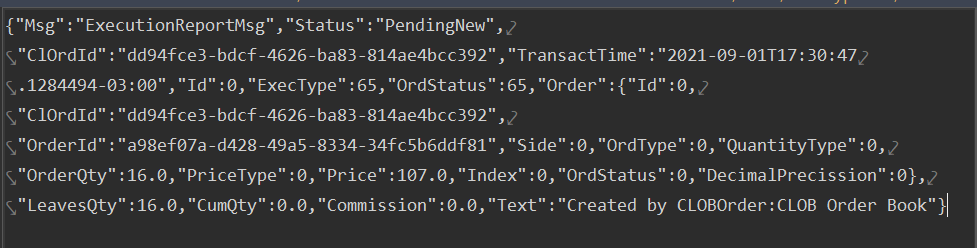 {"Msg":"ExecutionReportMsg","Status":"PendingNew",
"ClOrdId":"dd94fce3-bdcf-4626-ba83-814ae4bcc392","TransactTime":"2021-09-01T17:30:47
.1284494-03:00","Id":0,"ExecType":65,"OrdStatus":65,"Order":{"Id":0,
"ClOrdId":"dd94fce3-bdcf-4626-ba83-814ae4bcc392",
"OrderId":"a98ef07a-d428-49a5-8334-34fc5b6ddf81","Side":0,"OrdType":0,"QuantityType":0,
"OrderQty":16.0,"PriceType":0,"Price":107.0,"Index":0,"OrdStatus":0,"DecimalPrecission":0},
"LeavesQty":16.0,"CumQty":0.0,"Commission":0.0,"Text":"Created by CLOBOrder:CLOB Order Book"}